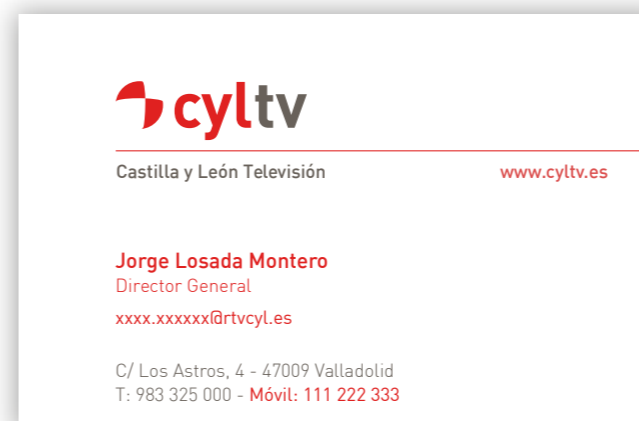 cyltv
Castilla y León Televisión www.cyltv.es
Jorge Losada Montero
Director General
xxxx.xxxxxx@rtvcyl.es
C/ Los Astros, 4 - 47009 Valladolid
T: 983 325 000 - Móvil: 111 222 333